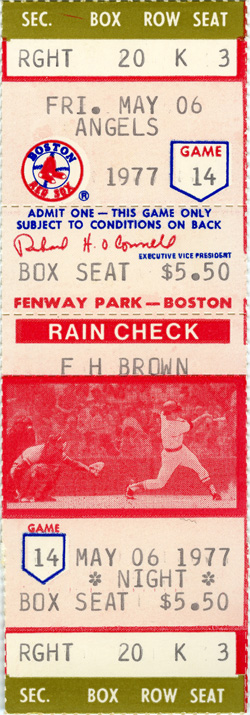 SEC. BOX ROW SEAT
RGHT 20 K 3
FRI. MAY 06
ANGELS
BOSTON
RED SOX
®
1977
GAME
14
ADMIT ONE — THIS GAME ONLY
SUBJECT TO CONDITIONS ON BACK
Richard H. O'Connell
EXECUTIVE VICE PRESIDENT
BOX SEAT $5.50
FENWAY PARK — BOSTON
RAIN CHECK
F H BROWN
GAME
14 MAY 06 1977
* NIGHT *
BOX SEAT $5.50
RGHT 20 K 3
SEC. BOX ROW SEAT